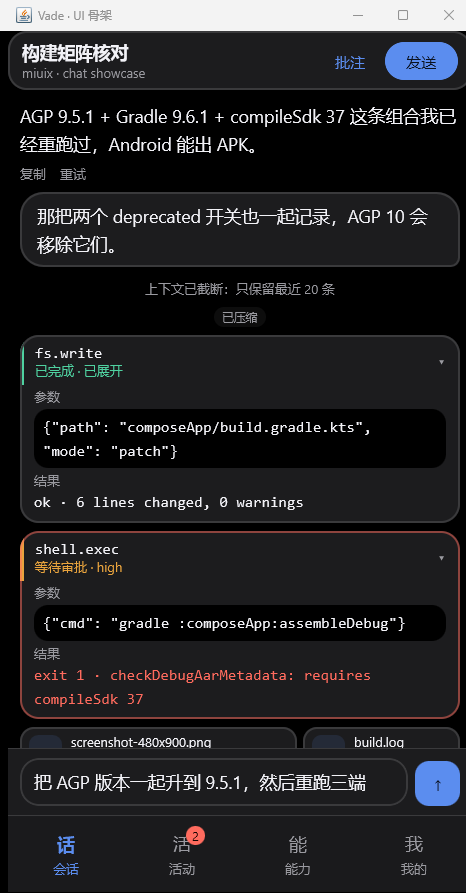 Vade · UI 骨架
构建矩阵核对
miuix · chat showcase
批注
发送
AGP 9.5.1 + Gradle 9.6.1 + compileSdk 37 这条组合我已
经重跑过，Android 能出 APK。
复制 重试
那把两个 deprecated 开关也一起记录，AGP 10 会
移除它们。
上下文已截断：只保留最近 20 条
已压缩
fs.write
已完成 · 已展开
参数
{"path": "composeApp/build.gradle.kts",
"mode": "patch"}
结果
ok · 6 lines changed, 0 warnings
shell.exec
等待审批 · high
参数
{"cmd": "gradle :composeApp:assembleDebug"}
结果
exit 1 · checkDebugAarMetadata: requires
compileSdk 37
screenshot-480x900.png
build.log
把 AGP 版本一起升到 9.5.1，然后重跑三端
↑
话
会话
活
2
活动
能
能力
我
我的